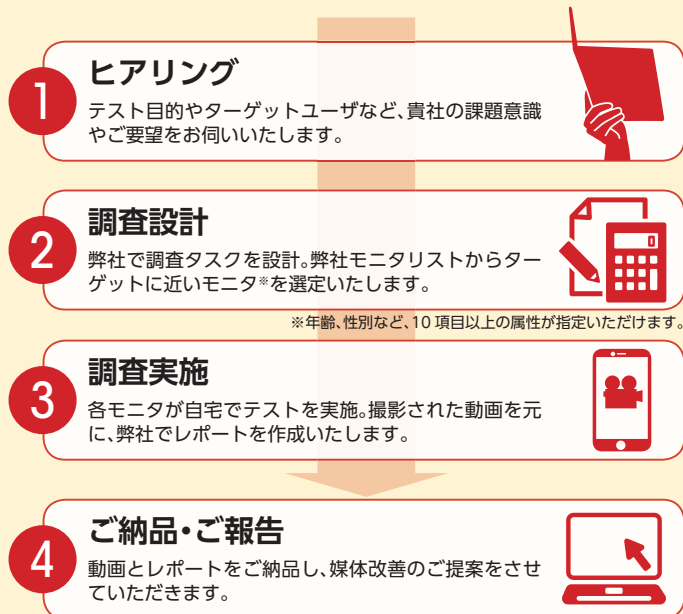 1
ヒアリング
テスト目的やターゲットユーザなど、貴社の課題意識
やご要望をお伺いいたします。
2
調査設計
弊社で調査タスクを設計。弊社モニタリストからター
ゲットに近いモニタ※を選定いたします。
※年齢、性別など、10 項目以上の属性が指定いただけます。
3
調査実施
各モニタが自宅でテストを実施。撮影された動画を元
に、弊社でレポートを作成いたします。
4
ご納品・ご報告
動画とレポートをご納品し、媒体改善のご提案をさせ
ていただきます。